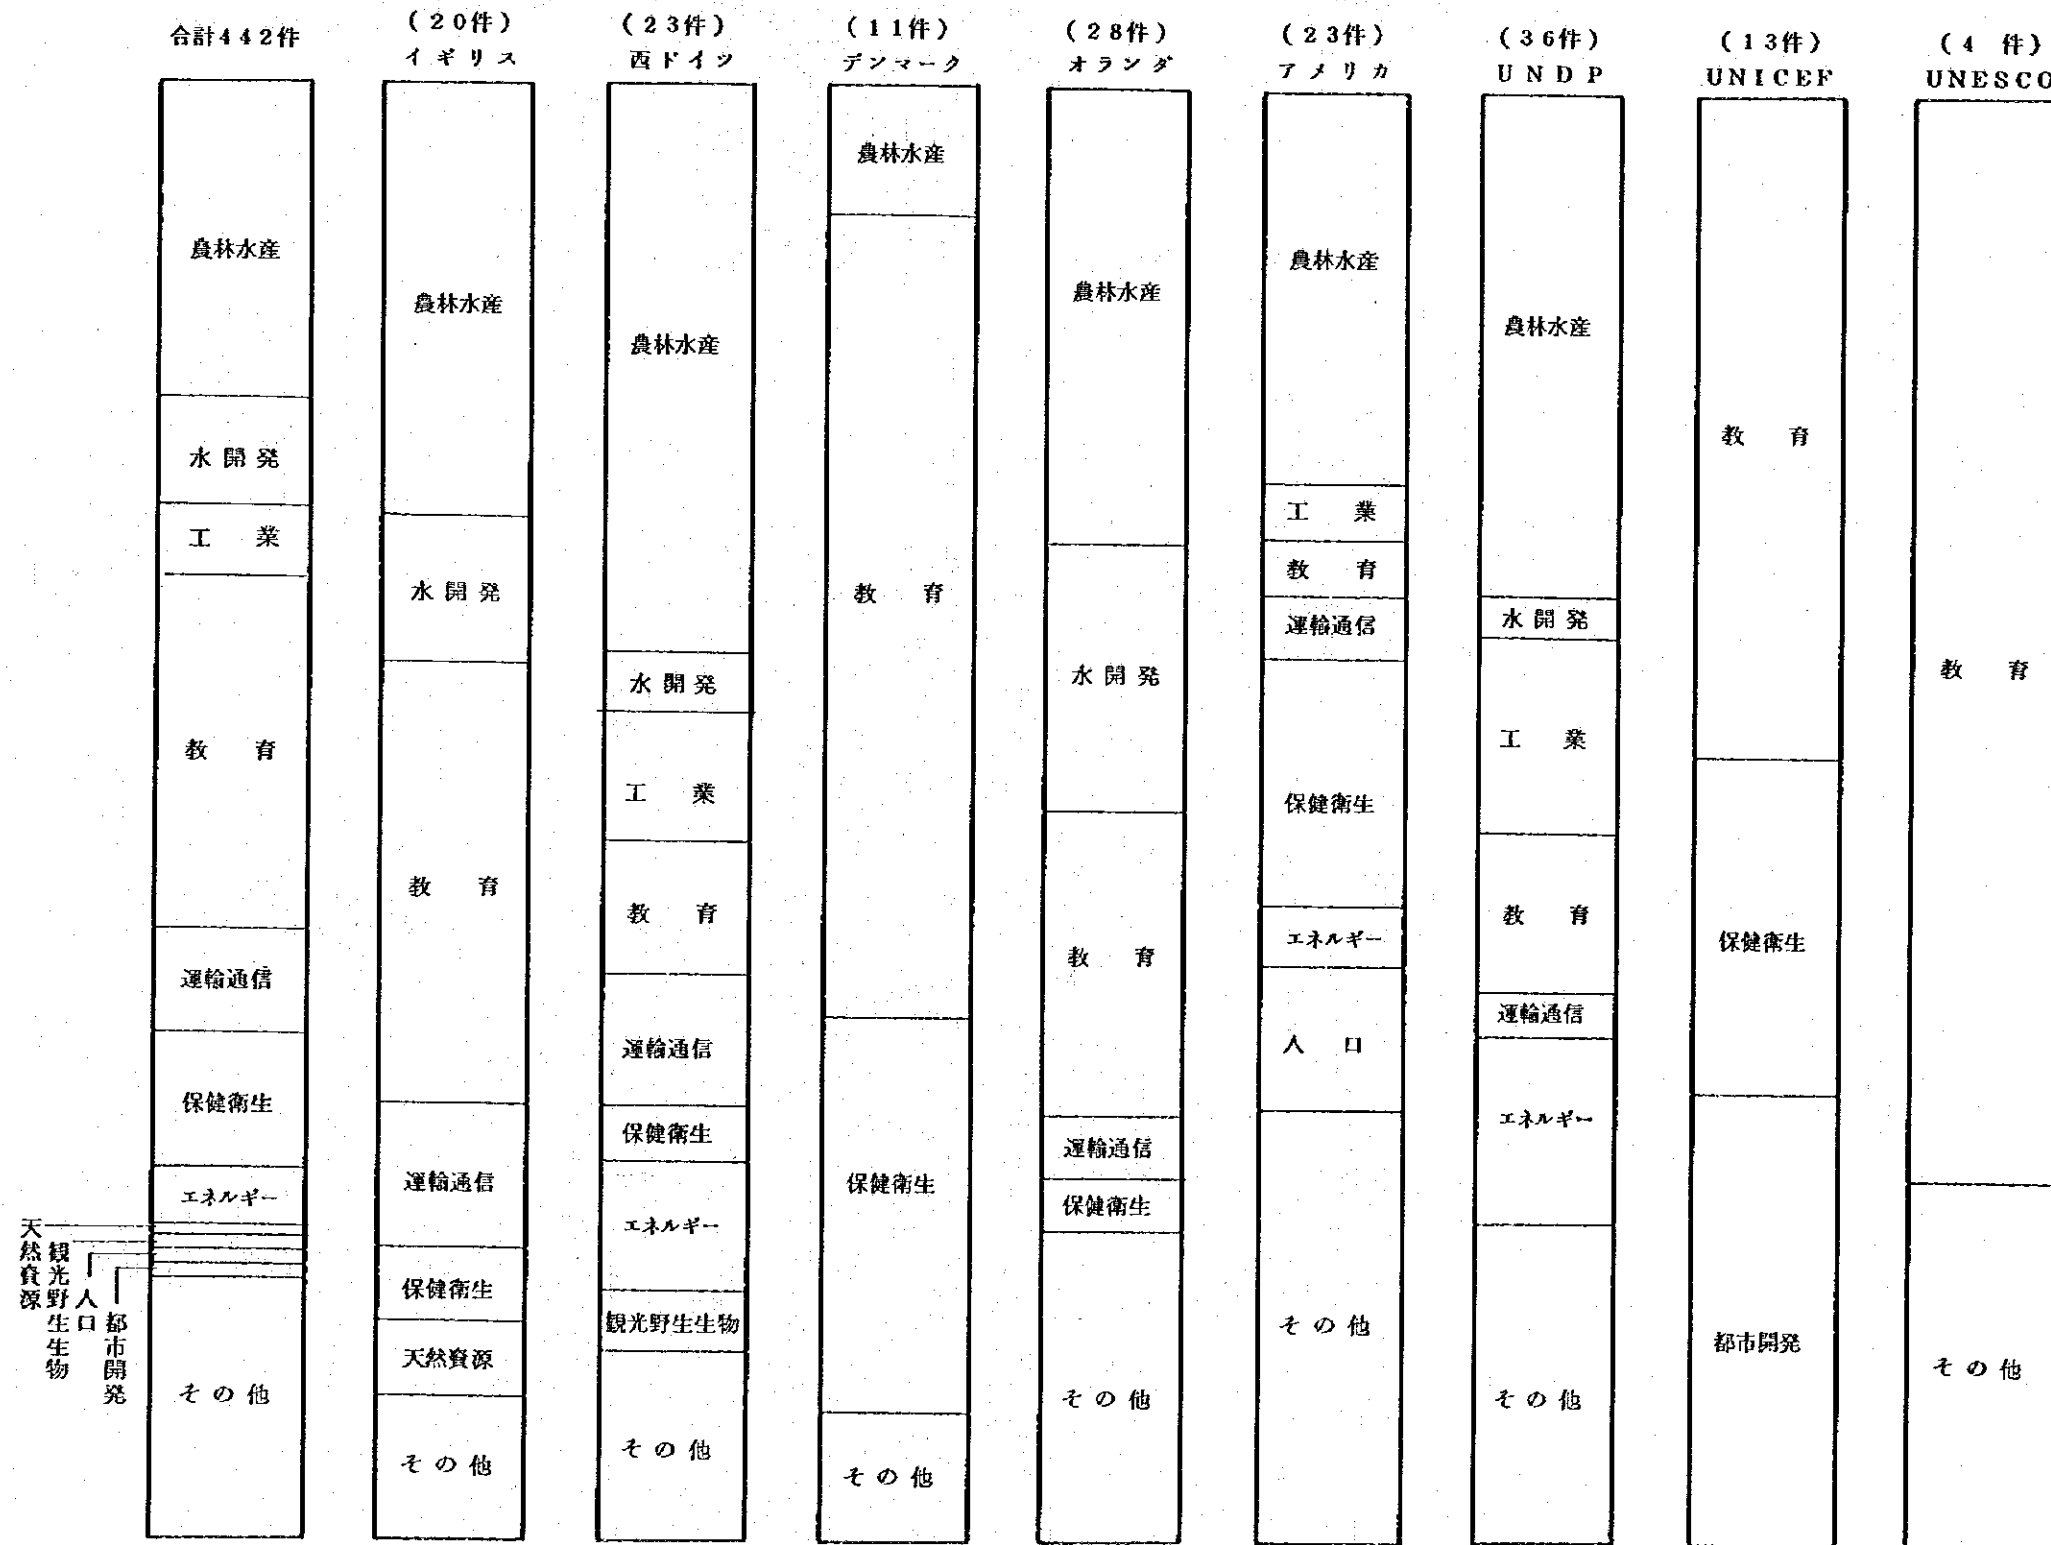 合計442件
農林水産
水開発
工 業
教 育
運輸通信
保健衛生
エネルギー
天然資源
観光野生生物
人口
都市開発
その他
(20件)
イギリス
農林水産
水開発
教 育
運輸通信
保健衛生
天然資源
その他
(23件)
西ドイツ
農林水産
水開発
工 業
教 育
運輸通信
保健衛生
エネルギー
観光野生生物
その他
(11件)
デンマーク
農林水産
教 育
保健衛生
その他
(28件)
オランダ
農林水産
水開発
教 育
運輸通信
保健衛生
その他
(23件)
アメリカ
農林水産
工 業
教 育
運輸通信
保健衛生
エネルギー
人 口
その他
(36件)
UNDP
農林水産
水開発
工 業
教 育
運輸通信
エネルギー
その他
(13件)
UNICEF
教 育
保健衛生
都市開発
(4 件)
UNESCO
教 育
その他